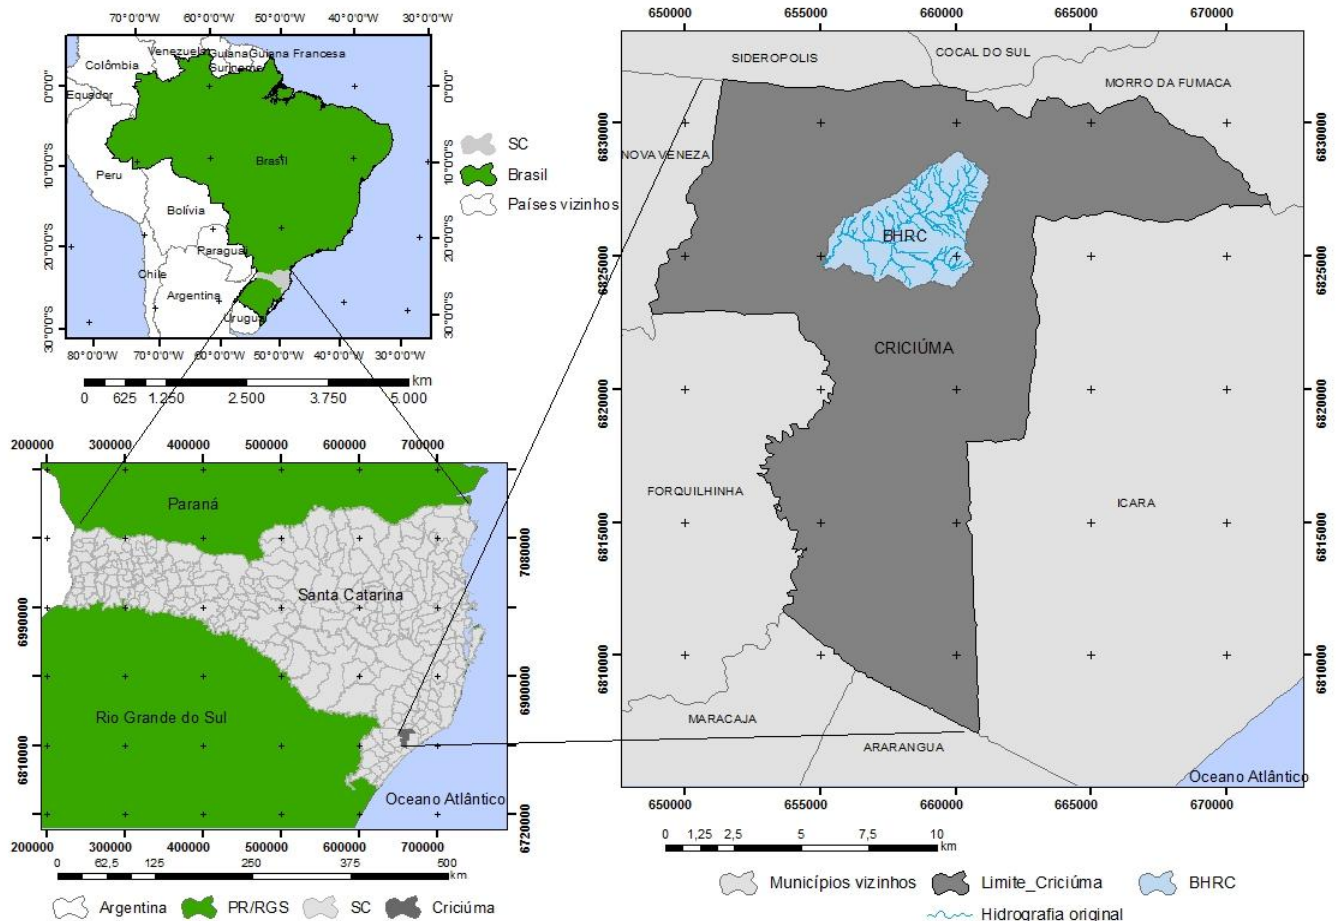 70°0'0"W 60°0'0"W 50°0'0"W 40°0'0"W 30°0'0"W
0°0'0" 10°0'0"S 20°0'0"S 30°0'0"S
0°0'0" 10°0'0"S 20°0'0"S 30°0'0"S
Venezuela
Guiana
Guiana Francesa
Suriname
Colômbia
Equador
Brasil
Peru
Bolívia
Paraguai
Chile
Argentina
Uruguai
80°0'0"W 70°0'0"W 60°0'0"W 50°0'0"W 40°0'0"W 30°0'0"W
km
0 625 1.250 2.500 3.750 5.000
SC
Brasil
Países vizinhos
200000 300000 400000 500000 600000 700000
6990000 6810000
7080000 6900000 6720000
Paraná
Santa Catarina
Rio Grande do Sul
Oceano Atlântico
200000 300000 400000 500000 600000 700000
0 62,5 125 250 375 500
km
Argentina PR/RGS SC Criciúma
650000 655000 660000 665000 670000
6830000 6825000 6820000 6815000 6810000
6830000 6825000 6820000 6815000 6810000
SIDEROPOLIS
COCAL DO SUL
MORRO DA FUMACA
NOVA VENEZA
BHRC
CRICIÚMA
FORQUILHINHA
ICARA
MARACAJA
ARARANGUA
Oceano Atlântico
650000 655000 660000 665000 670000
0 1,25 2,5 5 7,5 10
km
Municípios vizinhos Limite_Criciúma BHRC
Hidrografia original